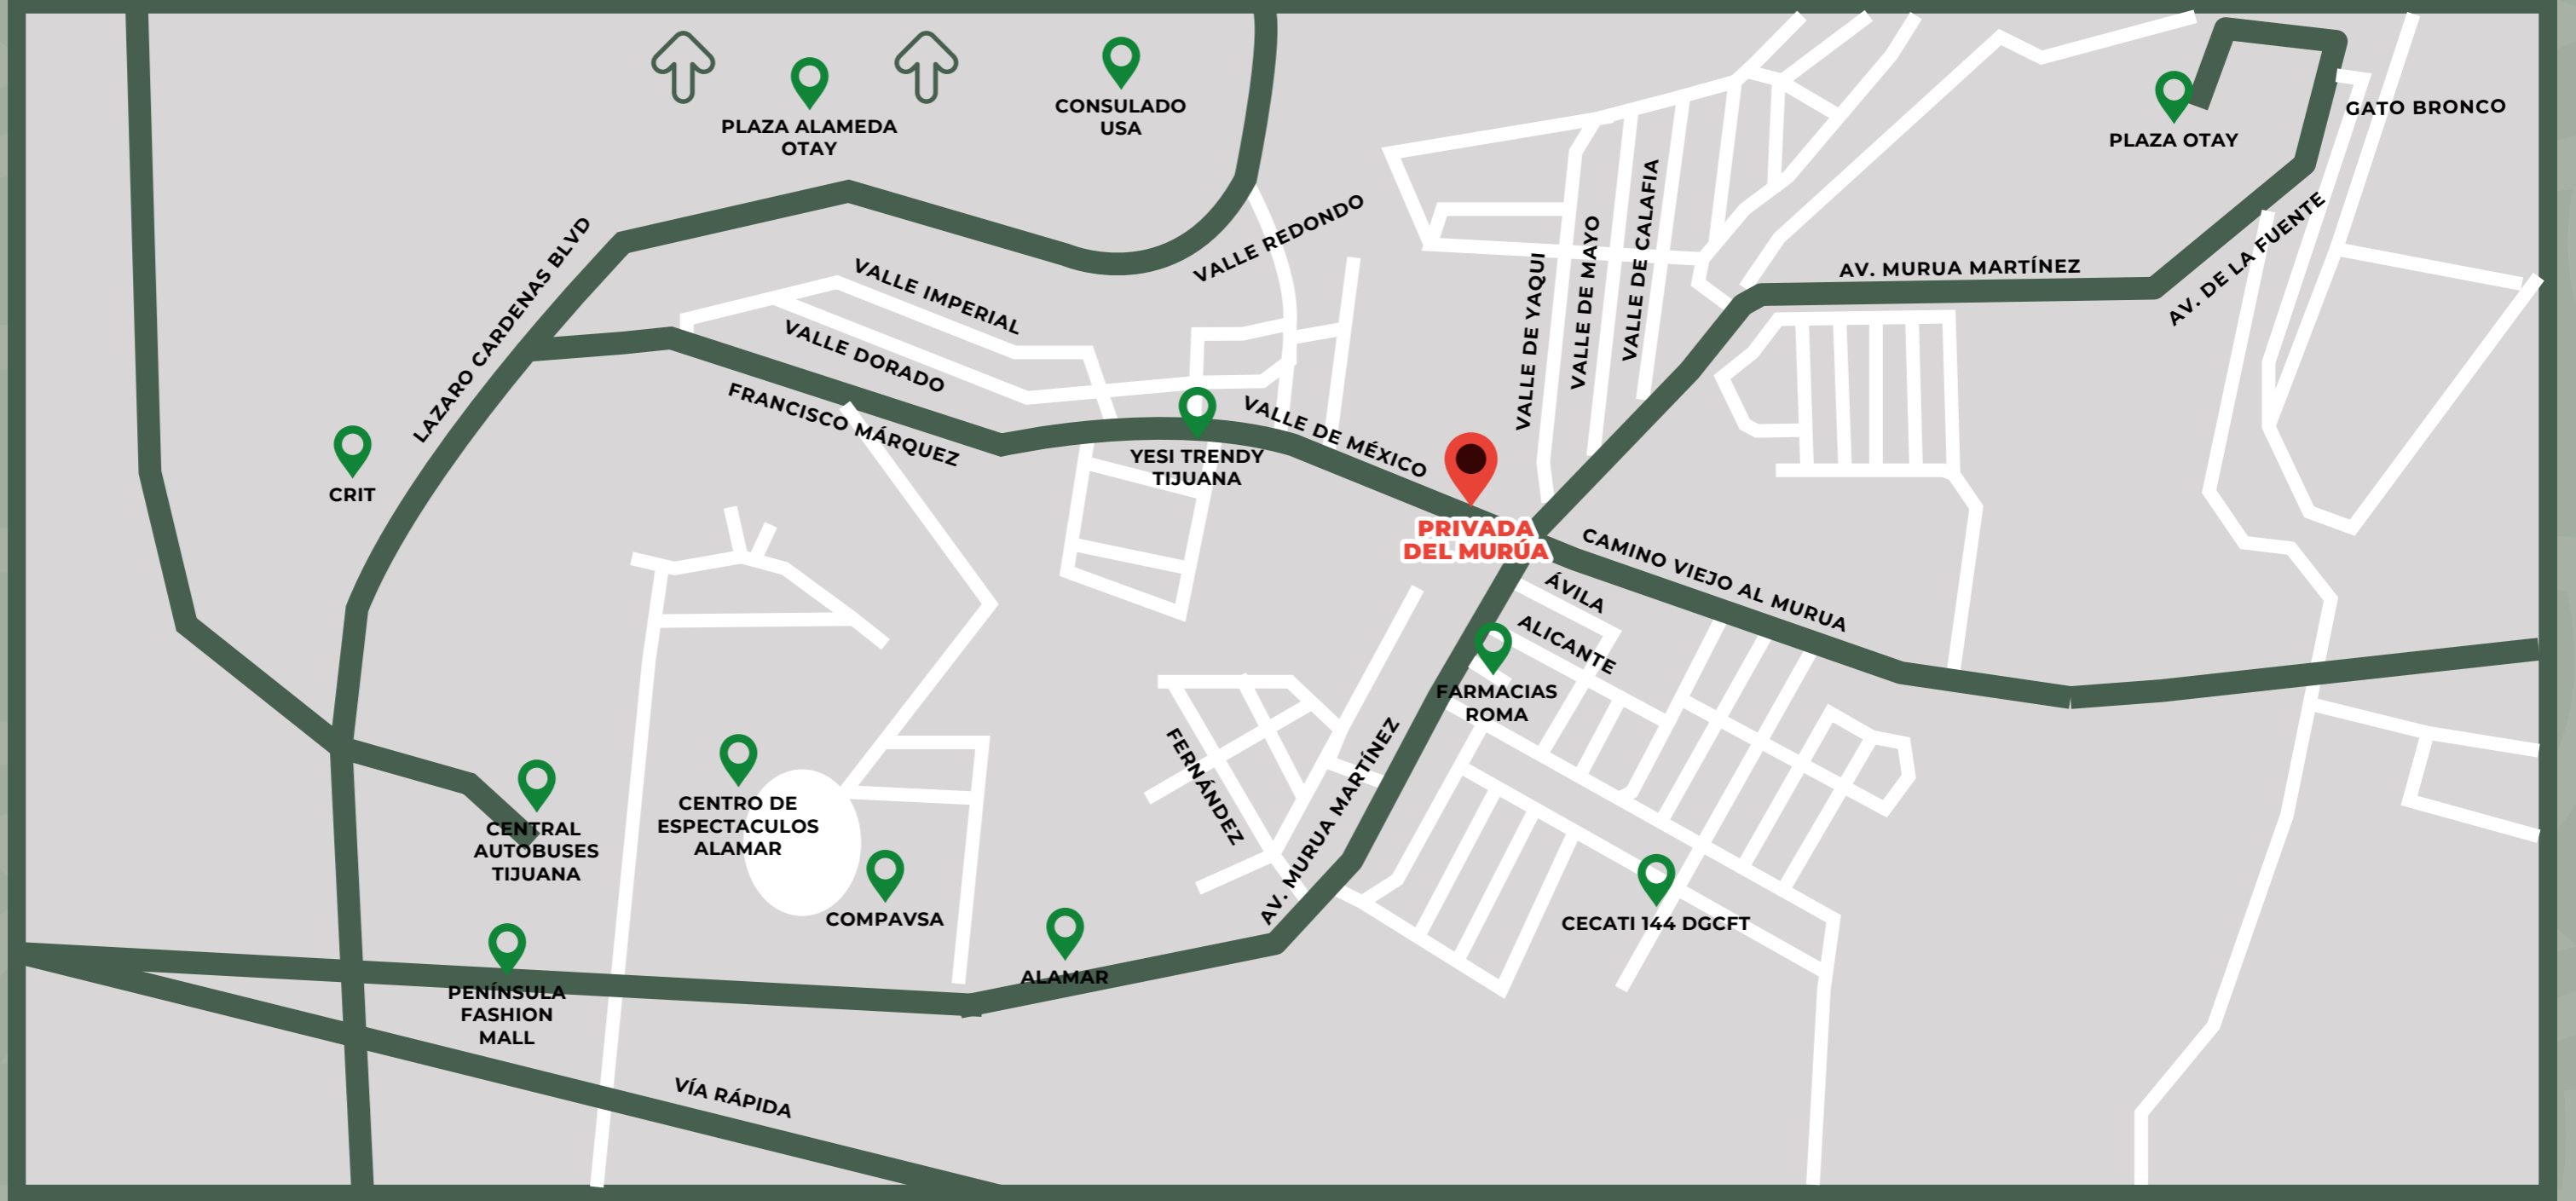 PLAZA ALAMEDA
OTAY
CONSULADO
USA
PLAZA OTAY
GATO BRONCO
LAZARO CARDENAS BLVD
VALLE REDONDO
VALLE IMPERIAL
VALLE DORADO
FRANCISCO MÁRQUEZ
VALLE DE YAQUI
VALLE DE MAYO
VALLE DE CALAFIA
AV. MURUA MARTÍNEZ
AV. DE LA FUENTE
CRIT
YESI TRENDY
TIJUANA
VALLE DE MÉXICO
PRIVADA
DEL MURÚA
CAMINO VIEJO AL MURUA
ÁVILA
ALICANTE
FARMACIAS
ROMA
FERNÁNDEZ
AV. MURUA MARTÍNEZ
CENTRAL
AUTOBUSES
TIJUANA
CENTRO DE
ESPECTACULOS
ALAMAR
COMPAVSA
ALAMAR
CECATI 144 DGCFT
PENÍNSULA
FASHION
MALL
VÍA RÁPIDA